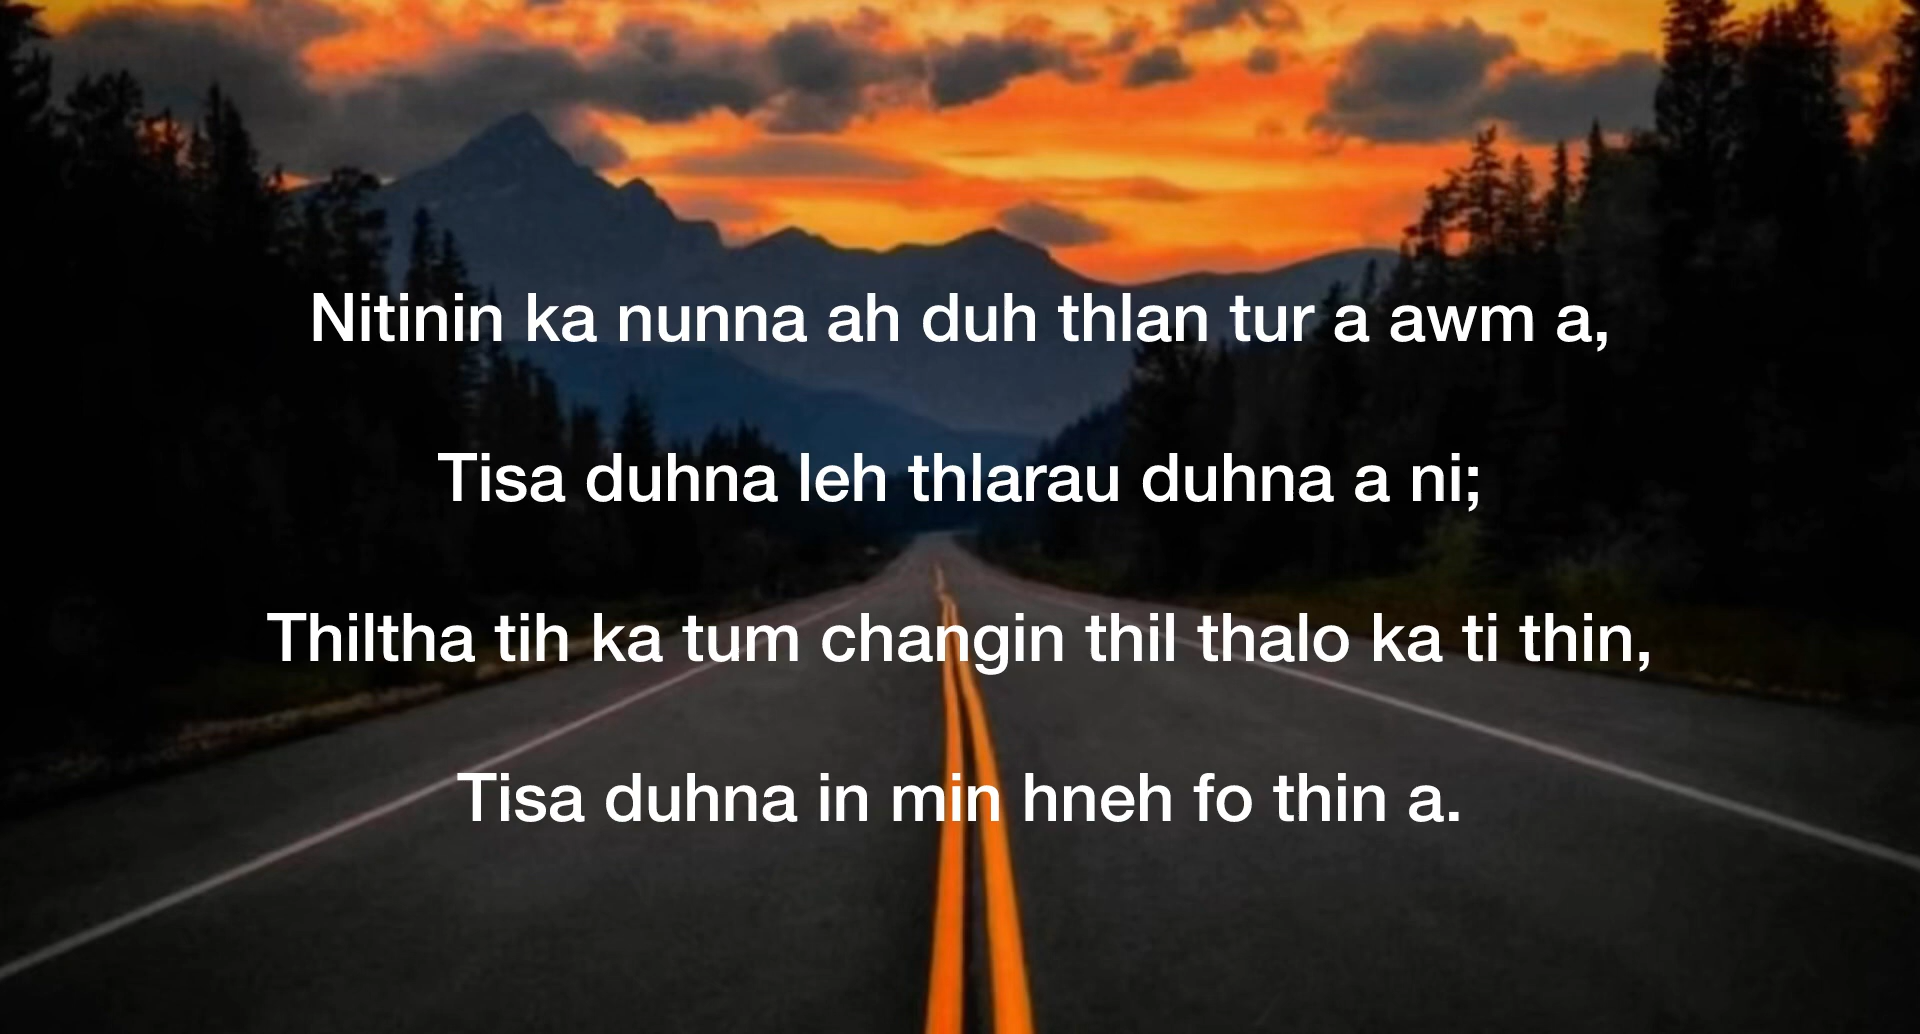 Nitinin ka nunna ah duh thlan tur a awm a,
Tisa duhna leh thlarau duhna a ni;
Thiltha tih ka tum changin thil thalo ka ti thin,
Tisa duhna in min hneh fo thin a.